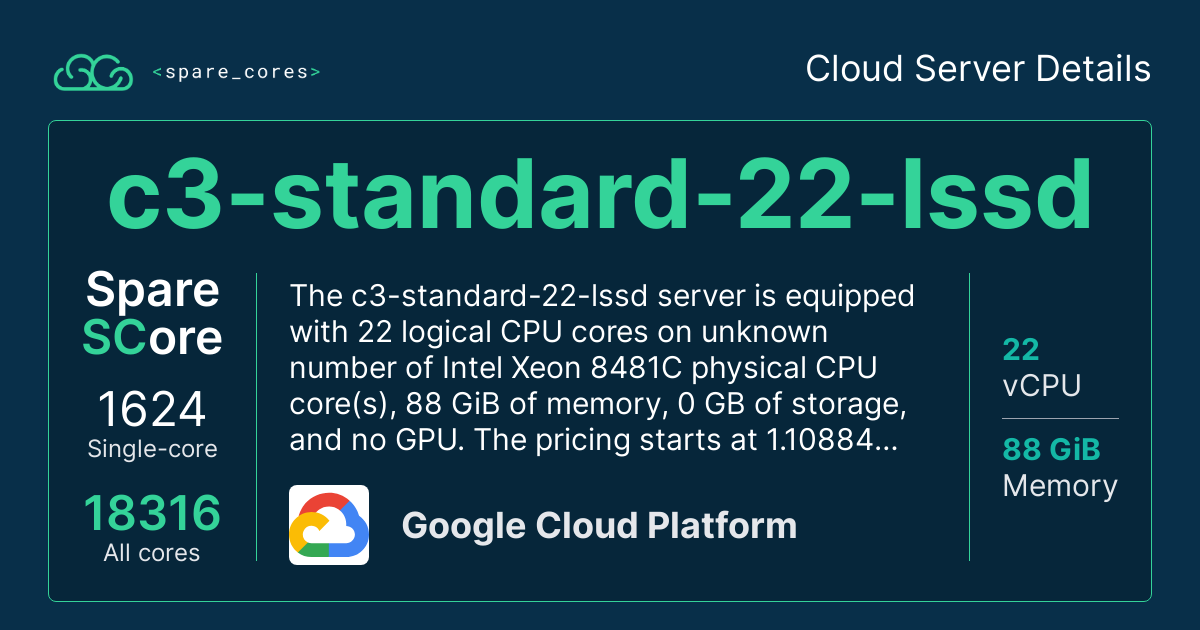 <spare_cores>
Cloud Server Details
c3-standard-22-lssd
Spare
SCore
1624
Single-core
18316
All cores
The c3-standard-22-lssd server is equipped
with 22 logical CPU cores on unknown
number of Intel Xeon 8481C physical CPU
core(s), 88 GiB of memory, 0 GB of storage,
and no GPU. The pricing starts at 1.10884...
Google Cloud Platform
22
vCPU
88 GiB
Memory